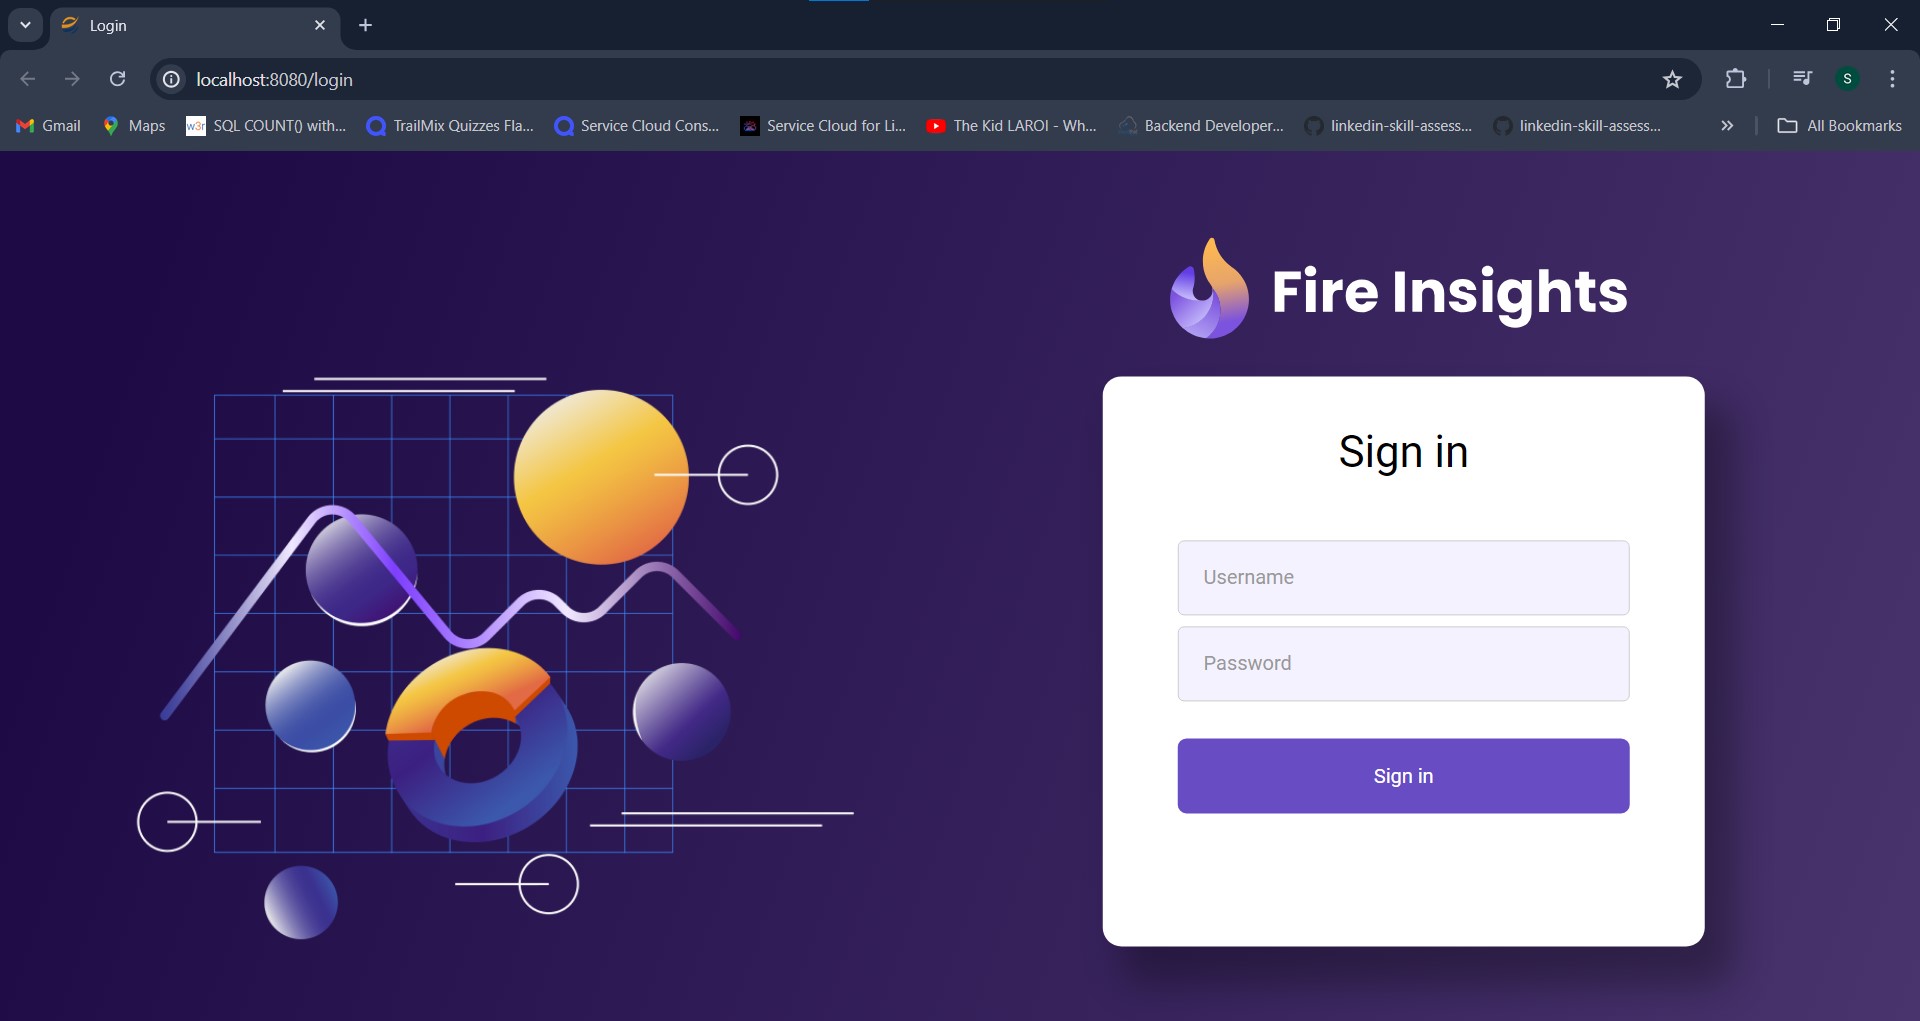 Login
localhost:8080/login
S
Gmail
Maps
w3r
SQL COUNT() with...
TrailMix Quizzes Fla...
Service Cloud Cons...
Service Cloud for Li...
The Kid LAROI - Wh...
Backend Developer...
linkedin-skill-assess...
linkedin-skill-assess...
All Bookmarks
Fire Insights
Sign in
Username
Password
Sign in